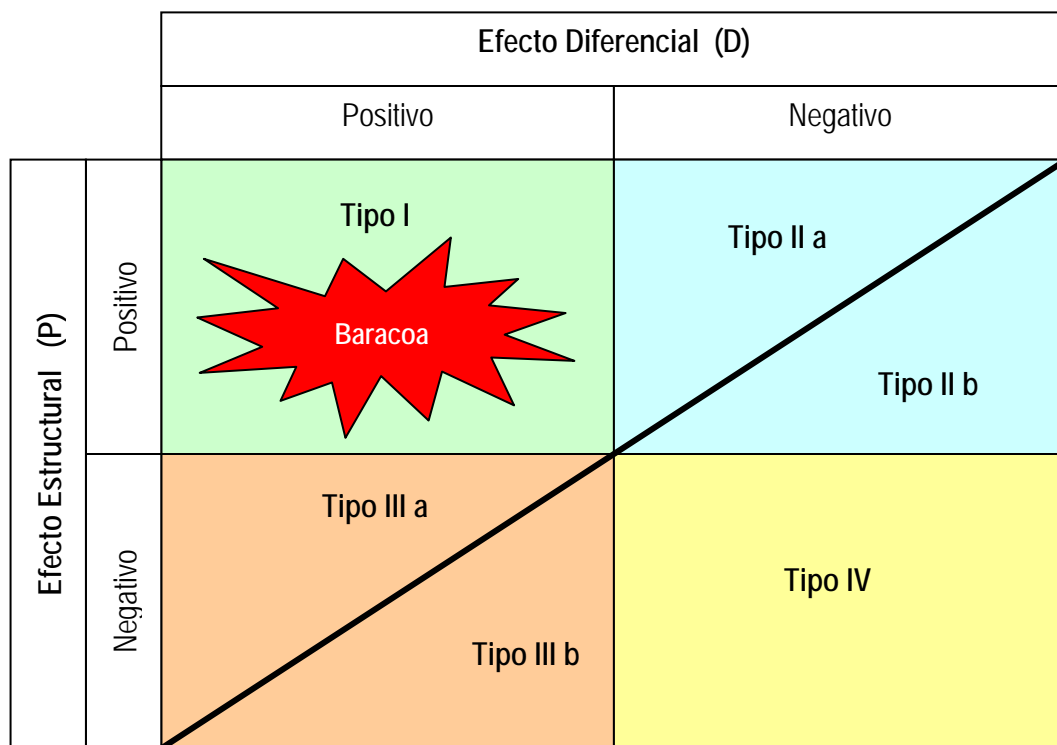 Efecto Diferencial (D)
Positivo
Negativo
Efecto Estructural (P)
Positivo
Tipo I
Baracoa
Tipo II a
Tipo II b
Negativo
Tipo III a
Tipo III b
Tipo IV